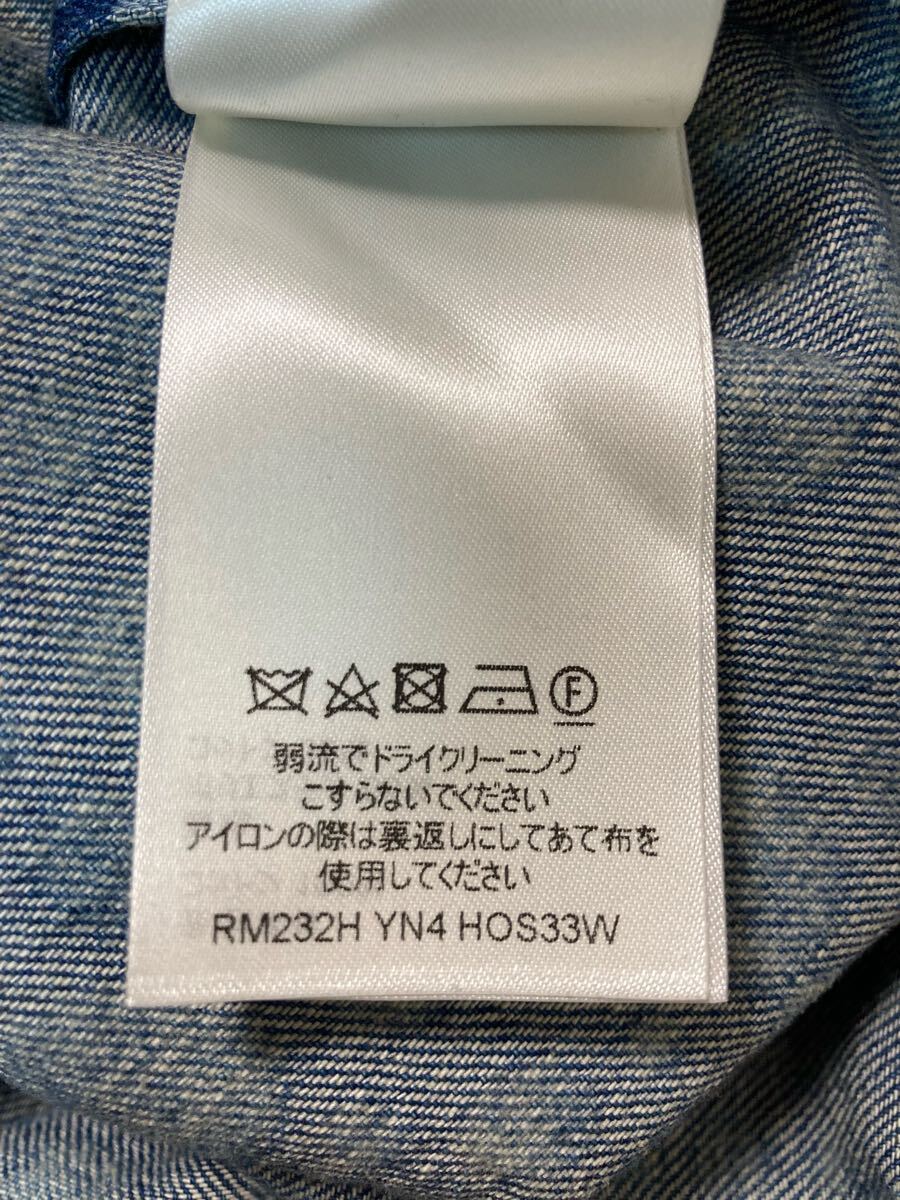 F
弱流でドライクリーニング
こすらないでください
アイロンの際は裏返しにしてあて布を
使用してください
RM232H YN4 HOS33W